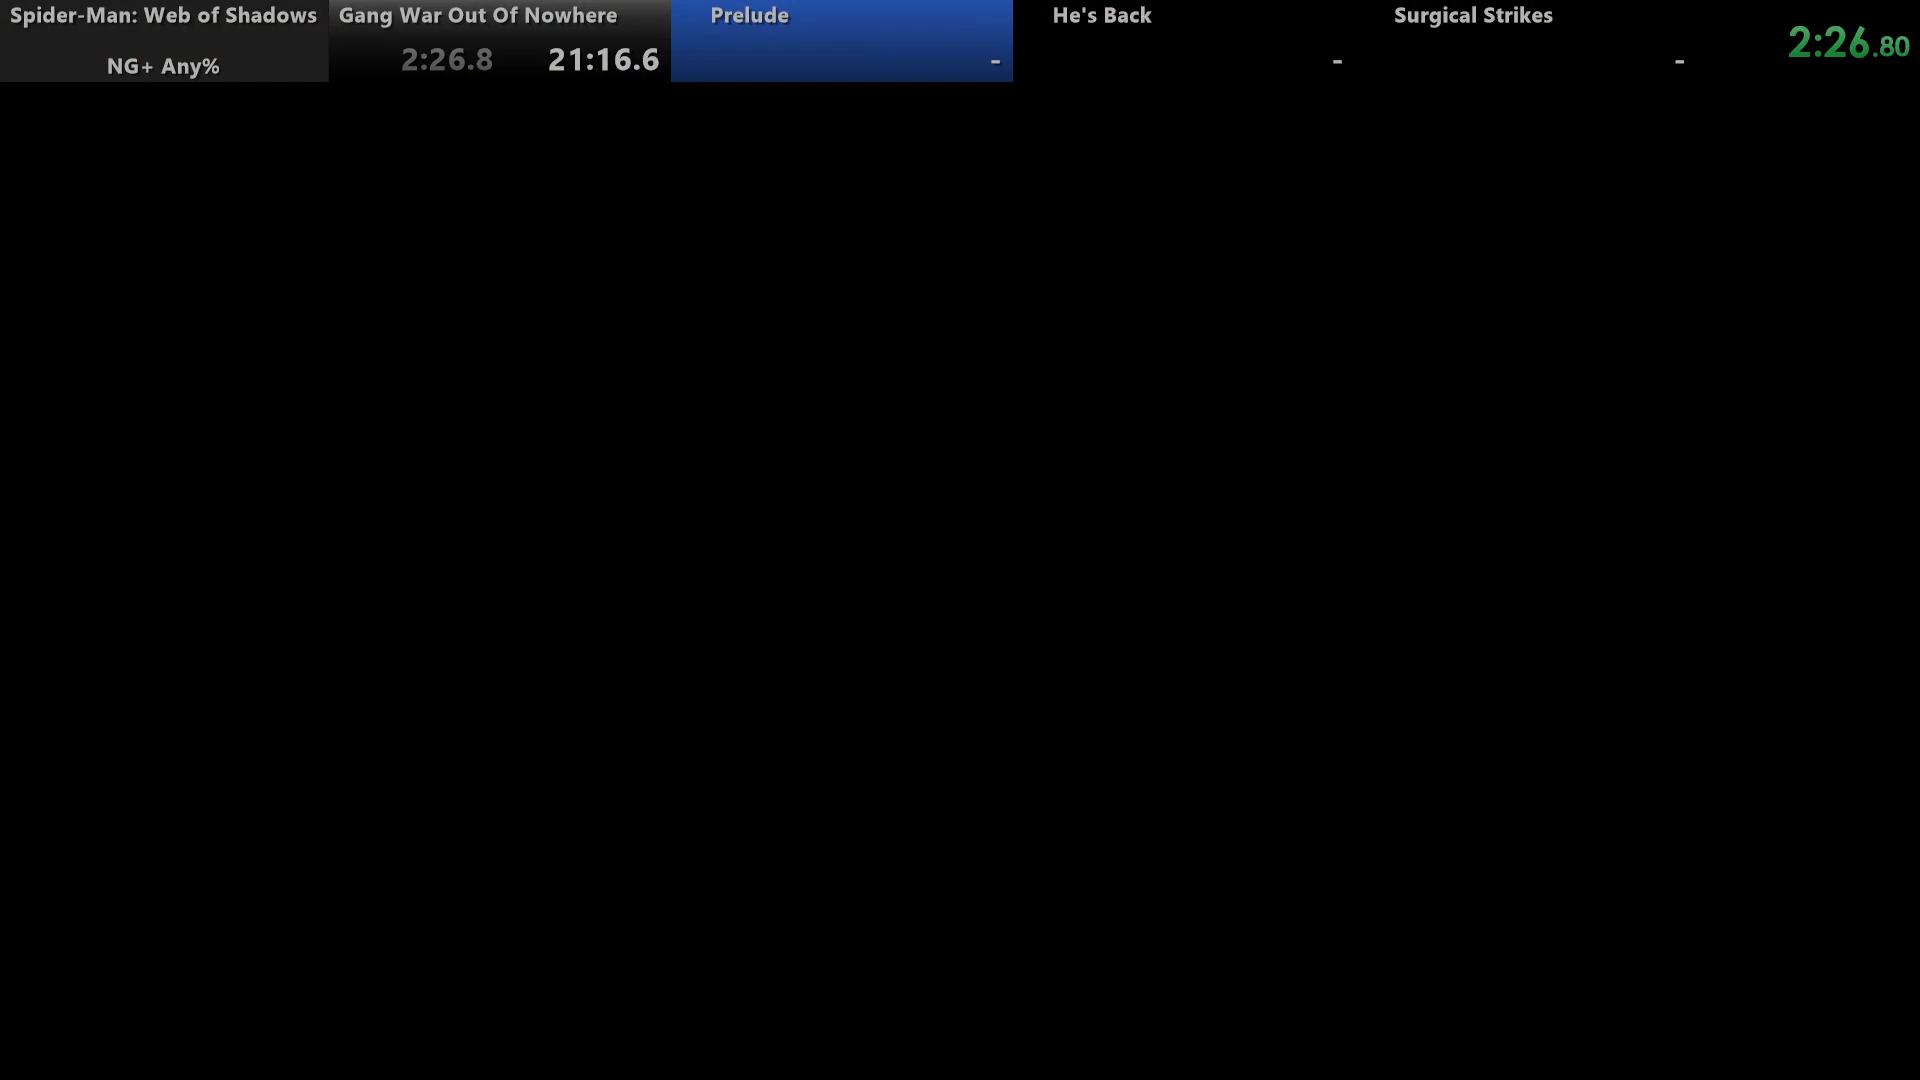 Spider-Man: Web of Shadows
NG+ Any%
Gang War Out Of Nowhere
2:26.8 21:16.6
Prelude
-
He's Back
-
Surgical Strikes
-
2:26.80